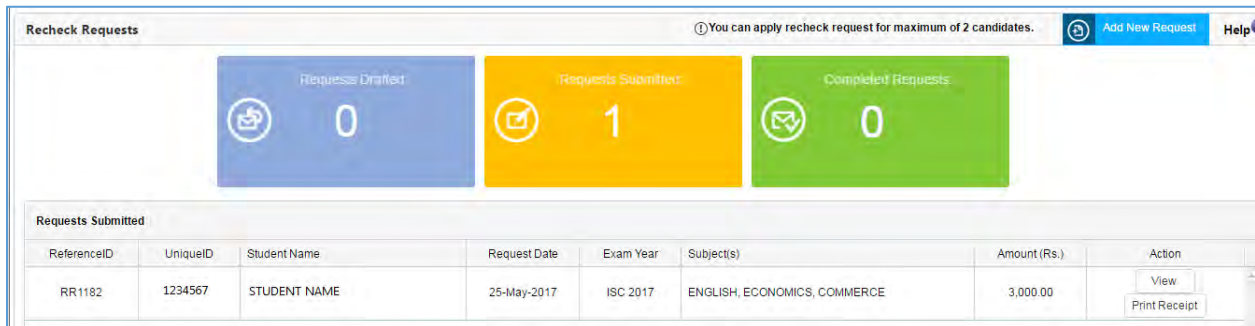 Recheck Requests
You can apply recheck request for maximum of 2 candidates.
Add New Request
Help
Requests Drafted
0
Requests Submitted
1
Completed Requests
0
Requests Submitted
ReferenceID UniqueID Student Name Request Date Exam Year Subject(s) Amount (Rs.) Action
RR1182 1234567 STUDENT NAME 25-May-2017 ISC 2017 ENGLISH, ECONOMICS, COMMERCE 3,000.00 View
Print Receipt